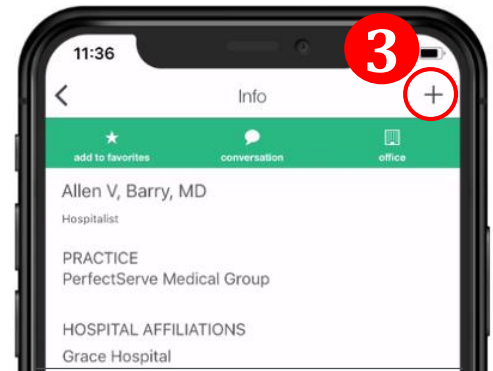 11:36
3
Info
add to favorites
conversation
office
Allen V, Barry, MD
Hospitalist
PRACTICE
PerfectServe Medical Group
HOSPITAL AFFILIATIONS
Grace Hospital